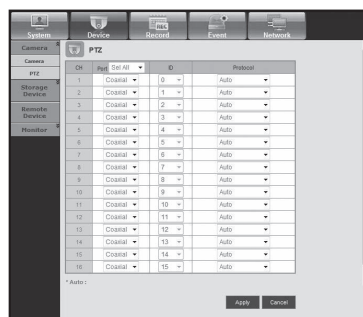 System Device Record Event Network
REC
Camera
Camera
PTZ
Storage Device
Remote Device
Monitor
PTZ
CH Port Set All ID Protocol
1 Coaxial 0 Auto
2 Coaxial 1 Auto
3 Coaxial 2 Auto
4 Coaxial 3 Auto
5 Coaxial 4 Auto
6 Coaxial 5 Auto
7 Coaxial 6 Auto
8 Coaxial 7 Auto
9 Coaxial 8 Auto
10 Coaxial 9 Auto
11 Coaxial 10 Auto
12 Coaxial 11 Auto
13 Coaxial 12 Auto
14 Coaxial 13 Auto
15 Coaxial 14 Auto
16 Coaxial 15 Auto
* Auto :
Apply Cancel